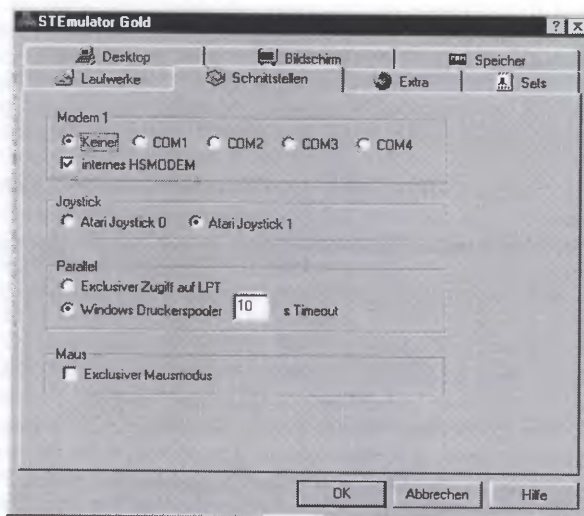 STEmulator Gold
Desktop Bildschirm Speicher
Laufwerke Schnittstellen Extra Sets
Modem 1
Keiner COM1 COM2 COM3 COM4
internes HSMODEM
Joystick
Atari Joystick 0 Atari Joystick 1
Parallel
Exclusiver Zugiff auf LPT
Windows Druckerspooler 10 s Timeout
Maus
Exclusiver Mausmodus
OK Abbrechen Hilfe